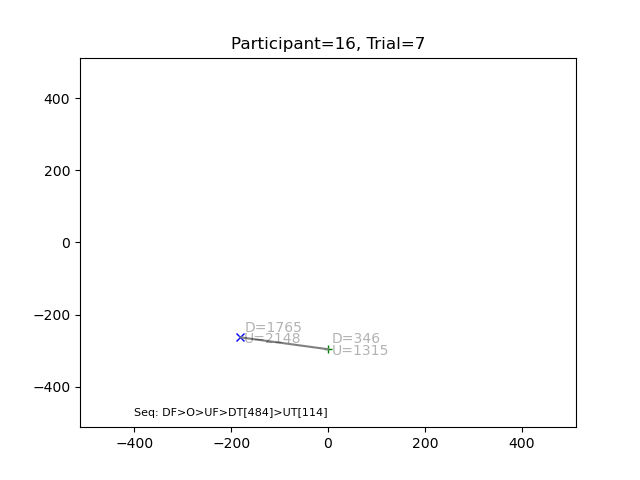 Participant=16, Trial=7
400
200
0
−200
−400
D=1765
U=2148
D=346
U=1315
Seq: DF>O>UF>DT[484]>UT[114]
−400
−200
0
200
400